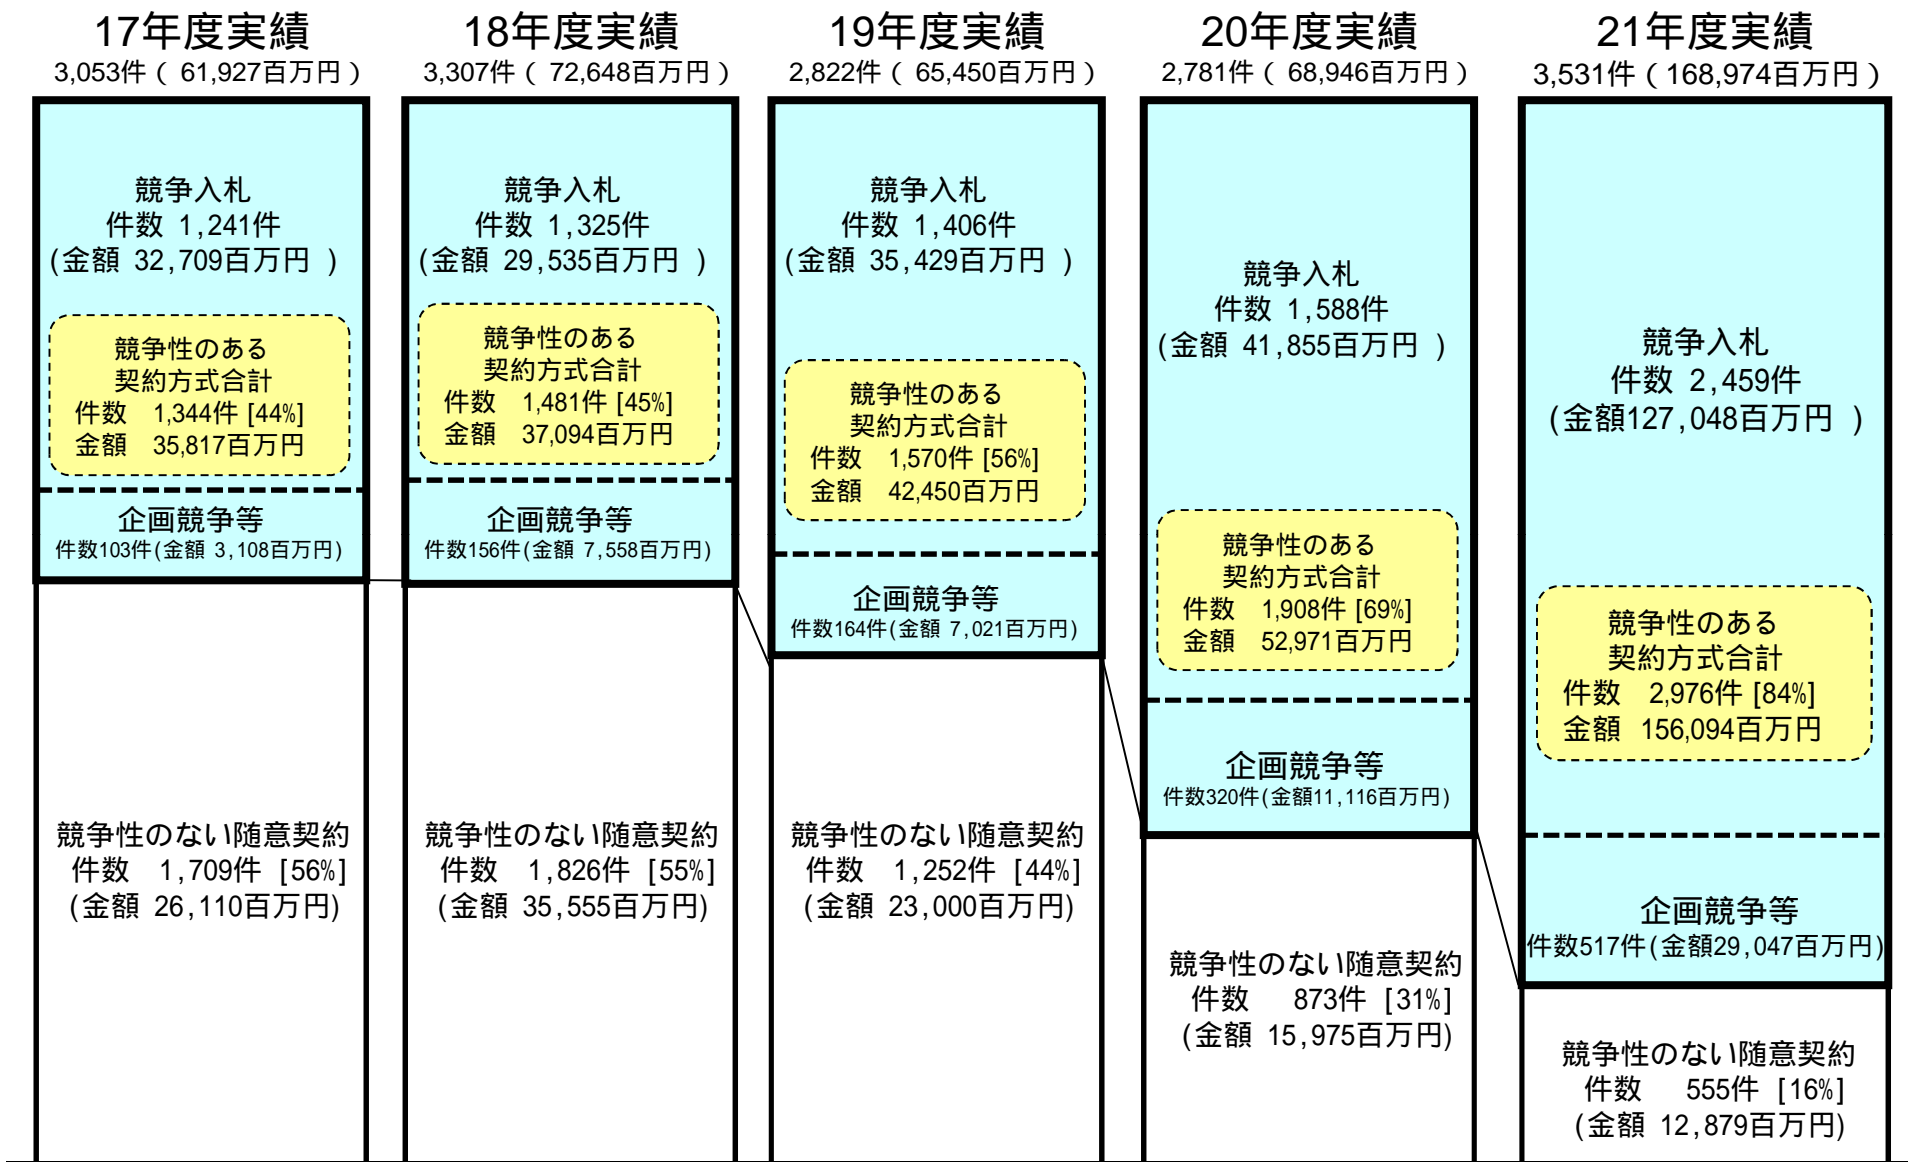 17年度実績
3,053件（ 61,927百万円）
競争入札
件数 1,241件
(金額 32,709百万円 )
競争性のある
契約方式合計
件数 1,344件 [44%]
金額 35,817百万円
企画競争等
件数103件(金額 3,108百万円)
競争性のない随意契約
件数 1,709件 [56%]
(金額 26,110百万円)
18年度実績
3,307件（ 72,648百万円）
競争入札
件数 1,325件
(金額 29,535百万円 )
競争性のある
契約方式合計
件数 1,481件 [45%]
金額 37,094百万円
企画競争等
件数156件(金額 7,558百万円)
競争性のない随意契約
件数 1,826件 [55%]
(金額 35,555百万円)
19年度実績
2,822件（ 65,450百万円）
競争入札
件数 1,406件
(金額 35,429百万円 )
競争性のある
契約方式合計
件数 1,570件 [56%]
金額 42,450百万円
企画競争等
件数164件(金額 7,021百万円)
競争性のない随意契約
件数 1,252件 [44%]
(金額 23,000百万円)
20年度実績
2,781件（ 68,946百万円）
競争入札
件数 1,588件
(金額 41,855百万円 )
競争性のある
契約方式合計
件数 1,908件 [69%]
金額 52,971百万円
企画競争等
件数320件(金額11,116百万円)
競争性のない随意契約
件数 873件 [31%]
(金額 15,975百万円)
21年度実績
3,531件（168,974百万円）
競争入札
件数 2,459件
(金額127,048百万円 )
競争性のある
契約方式合計
件数 2,976件 [84%]
金額 156,094百万円
企画競争等
件数517件(金額29,047百万円)
競争性のない随意契約
件数 555件 [16%]
(金額 12,879百万円)